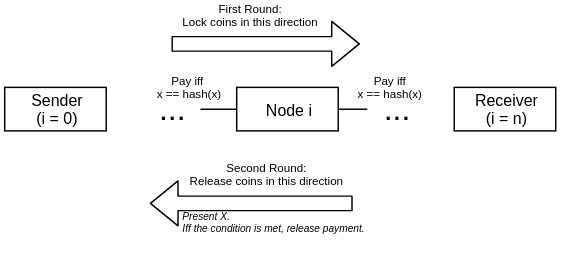 First Round:
Lock coins in this direction
Pay iff
x == hash(x)
Pay iff
x == hash(x)
Sender
(i = 0)
...
Node i
...
Receiver
(i = n)
Second Round:
Release coins in this direction
Present X.
Iff the condition is met, release payment.